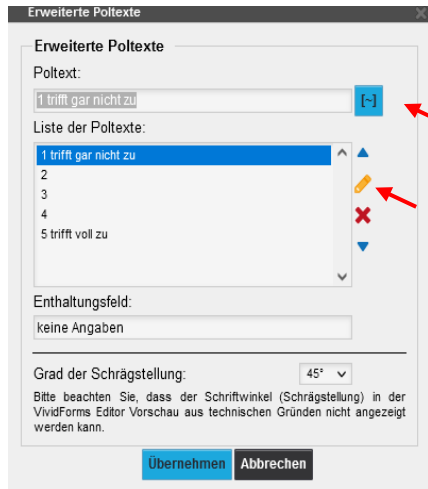 Erweiterte Poltexte
Erweiterte Poltexte
Poltext:
1 trifft gar nicht zu
[~]
Liste der Poltexte:
1 trifft gar nicht zu
2
3
4
5 trifft voll zu
Enthaltungsfeld:
keine Angaben
Grad der Schrägstellung: 45°
Bitte beachten Sie, dass der Schriftwinkel (Schrägstellung) in der
VividForms Editor Vorschau aus technischen Gründen nicht angezeigt
werden kann.
Übernehmen Abbrechen